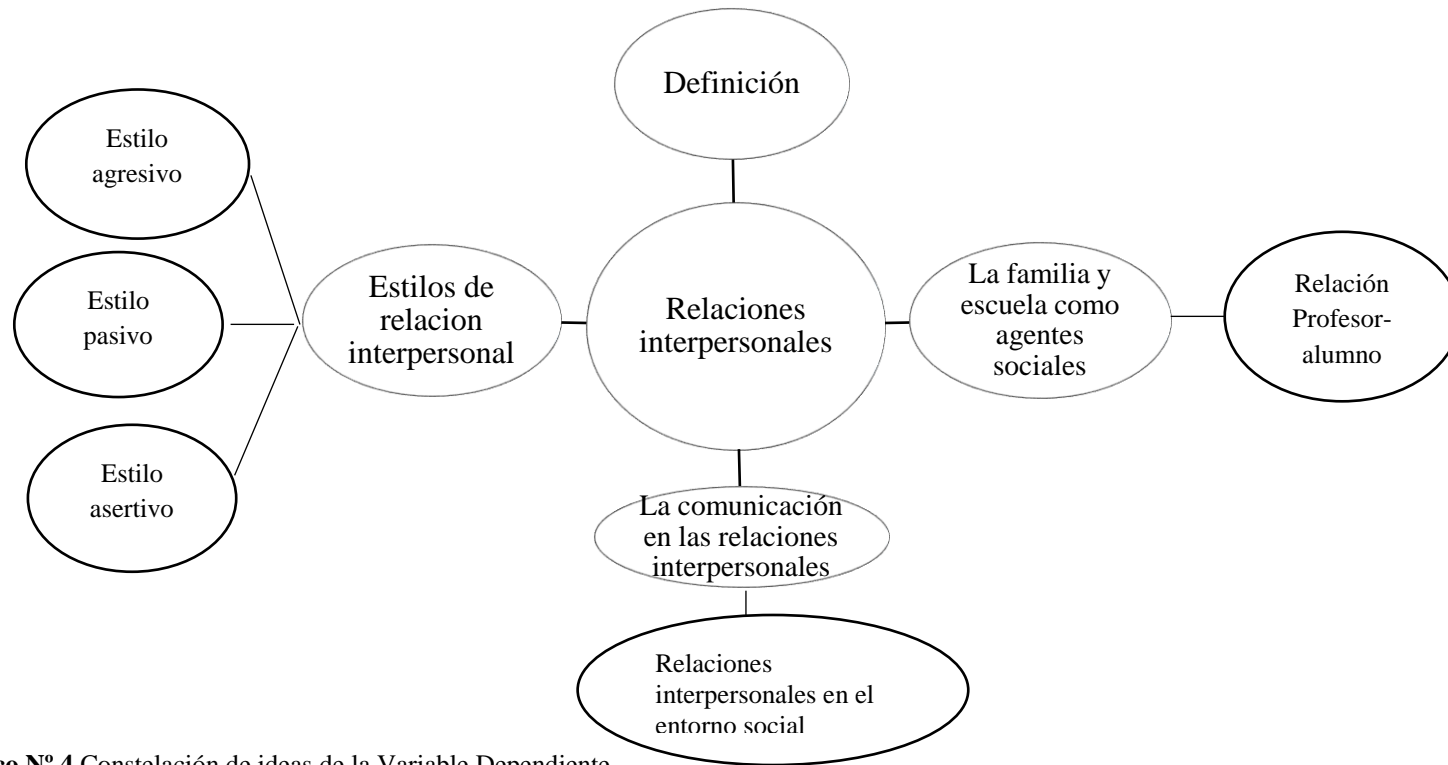 Definición
Estilo
agresivo
Estilo
pasivo
Estilo
asertivo
Estilos de
relacion
interpersonal
Relaciones
interpersonales
La familia y
escuela como
agentes
sociales
Relación
Profesor-
alumno
La comunicación
en las relaciones
interpersonales
Relaciones
interpersonales en el
entorno social
Nº 4 Constelación de ideas de la Variable Dependiente